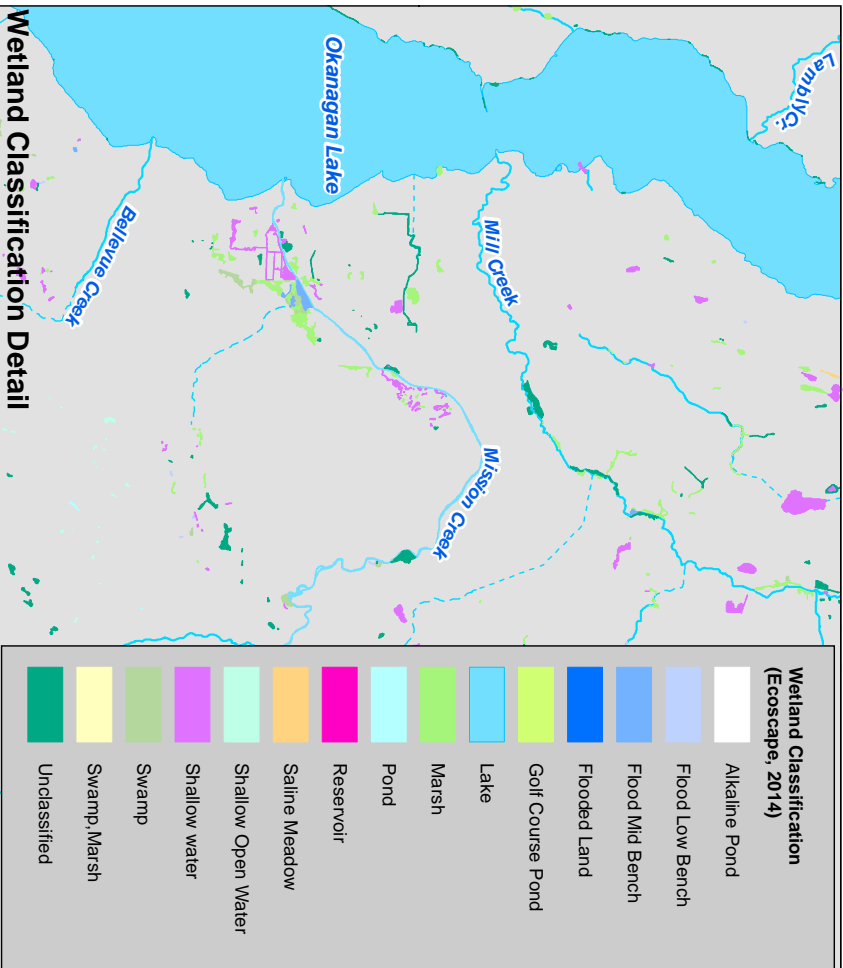 Wetland Classification Detail
Lambly Cr.
Okanagan Lake
Mill Creek
Bellevue Creek
Mission Creek
Wetland Classification
(Ecoscape, 2014)
Alkaline Pond
Flood Low Bench
Flood Mid Bench
Flooded Land
Golf Course Pond
Lake
Marsh
Pond
Reservoir
Saline Meadow
Shallow Open Water
Shallow water
Swamp
Swamp,Marsh
Unclassified